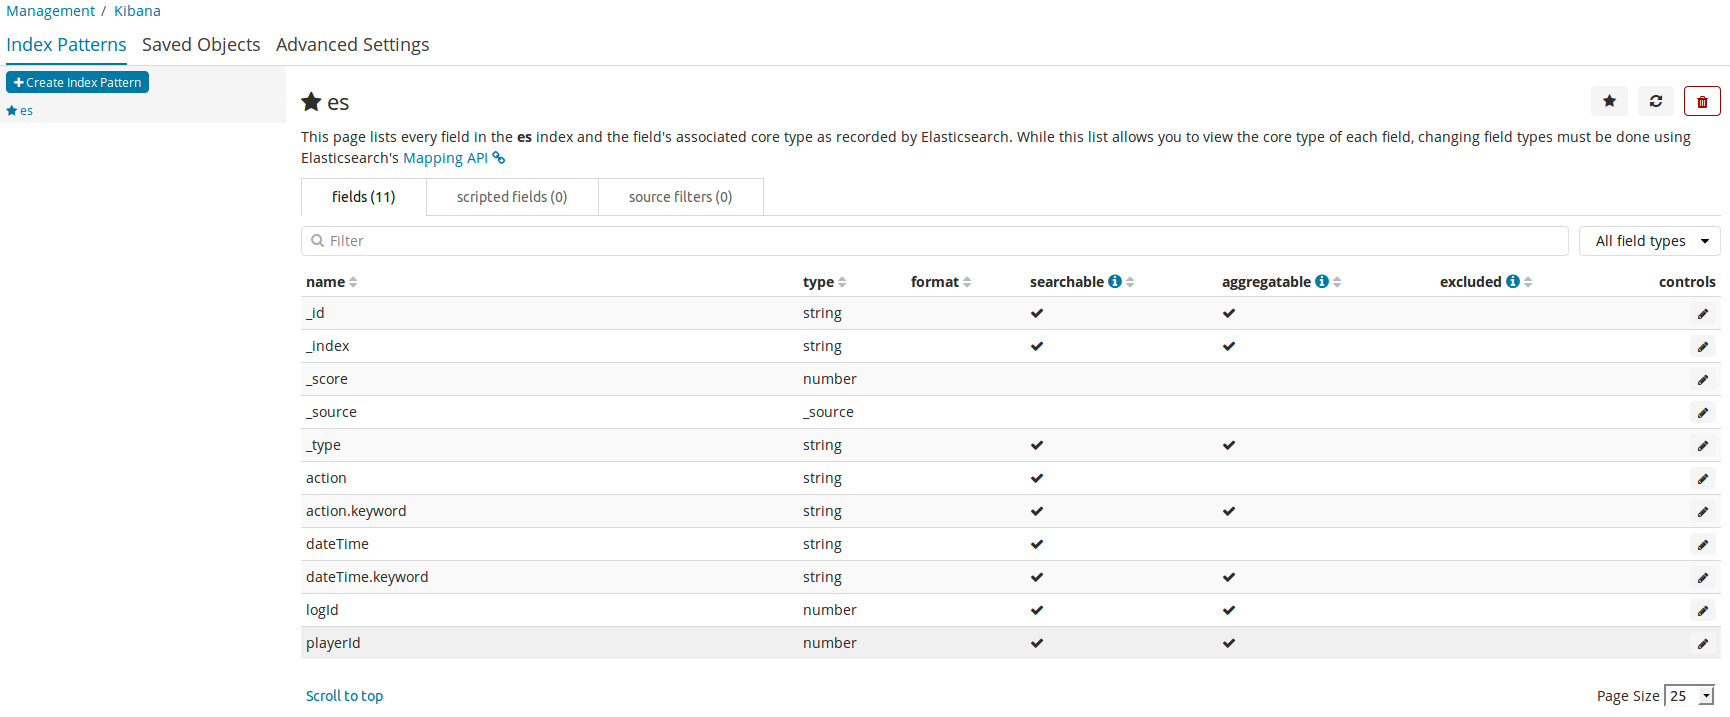 Management / Kibana
Index Patterns Saved Objects Advanced Settings
Create Index Pattern
es
es
This page lists every field in the es index and the field's associated core type as recorded by Elasticsearch. While this list allows you to view the core type of each field, changing field types must be done using
Elasticsearch's Mapping API
fields (11) scripted fields (0) source filters (0)
Filter All field types
name type format searchable aggregatable excluded controls
_id string
_index string
_score number
_source _source
_type string
action string
action.keyword string
dateTime string
dateTime.keyword string
logId number
playerId number
Scroll to top Page Size 25